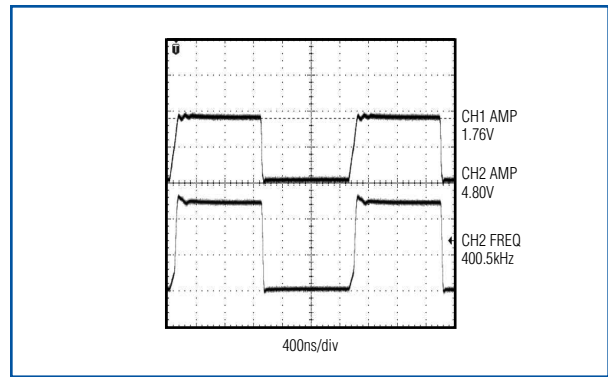 CH1 AMP
1.76V
CH2 AMP
4.80V
CH2 FREQ
400.5kHz
400ns/div